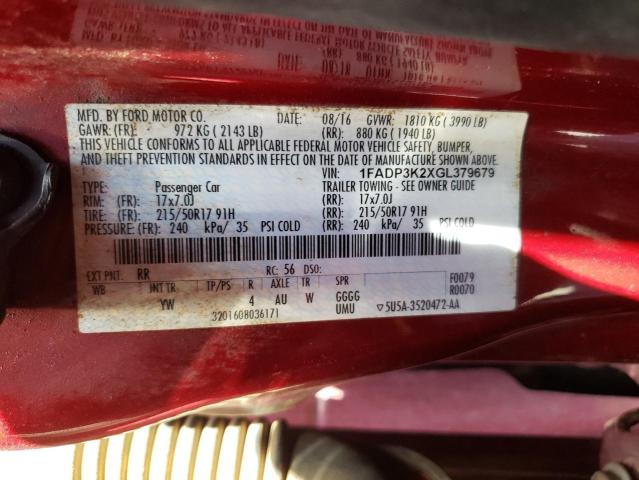 MFD. BY FORD MOTOR CO. DATE: 08/16 GVWR: 1810 KG ( 3990 LB)
GAWR: (FR): 972 KG ( 2143 LB) (RR): 880 KG ( 1940 LB)
THIS VEHICLE CONFORMS TO ALL APPLICABLE FEDERAL MOTOR VEHICLE SAFETY, BUMPER,
AND THEFT PREVENTION STANDARDS IN EFFECT ON THE DATE OF MANUFACTURE SHOWN ABOVE.
VIN: 1FADP3K2XGL379679
TYPE: Passenger Car TRAILER TOWING - SEE OWNER GUIDE
RIM: (FR): 17x7.0J (RR): 17x7.0J
TIRE: (FR): 215/50R17 91H (RR): 215/50R17 91H
PRESSURE: (FR): 240 kPa/ 35 PSI COLD (RR): 240 kPa/ 35 PSI COLD
EXT PNT: RR RC: 56 DSO: F0079
WB INT TR TP/PS R AXLE TR SPR R0070
YW 4 AU W GGGG
UMU ▽5U5A-3520472-AA
3201608036171